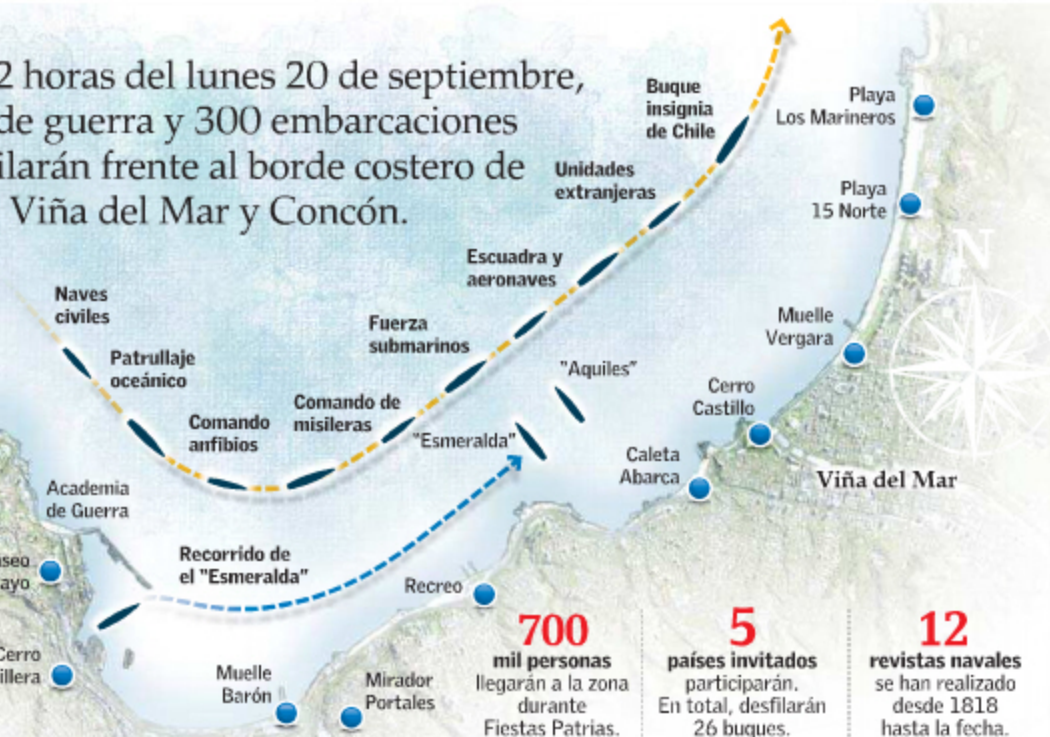 2 horas del lunes 20 de septiembre,
de guerra y 300 embarcaciones
ilarán frente al borde costero de
Viña del Mar y Concón.
Buque
insignia
de Chile
Playa
Los Marineros
Unidades
extranjeras
Playa
15 Norte
N
Escuadra y
aeronaves
Naves
civiles
Fuerza
submarinos
Muelle
Vergara
Patrullaje
oceánico
"Aquiles"
Cerro
Castillo
Comando de
misileras
Comando
anfibios
"Esmeralda"
Caleta
Abarca
Viña del Mar
Academia
de Guerra
Recorrido de
el "Esmeralda"
seo
ayo
Recreo
Cerro
illera
Muelle
Barón
Mirador
Portales
700
mil personas
llegarán a la zona
durante
Fiestas Patrias.
5
países invitados
participarán.
En total, desfilarán
26 buques.
12
revistas navales
se han realizado
desde 1818
hasta la fecha.